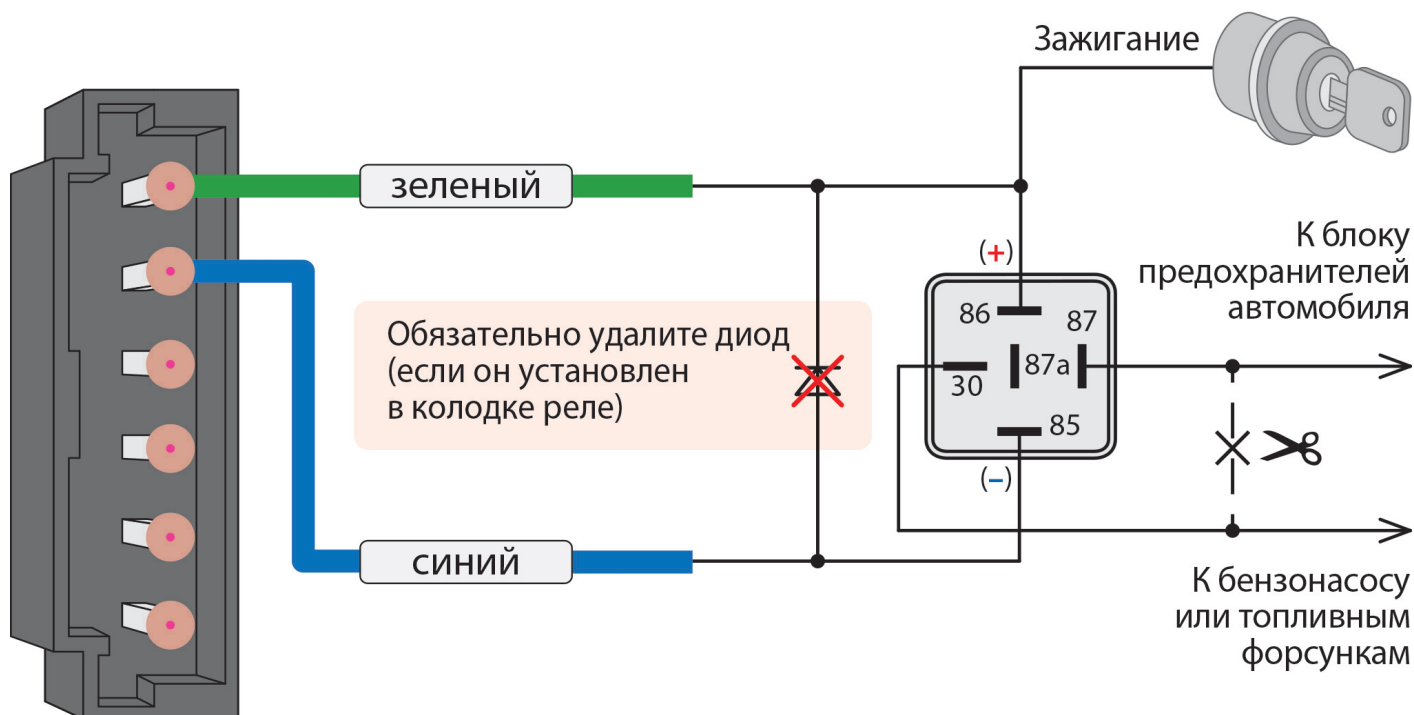 Зажигание
зеленый
К блоку
предохранителей
автомобиля
(+)
86
87
87a
30
85
(–)
Обязательно удалите диод
(если он установлен
в колодке реле)
синий
К бензонасосу
или топливным
форсункам